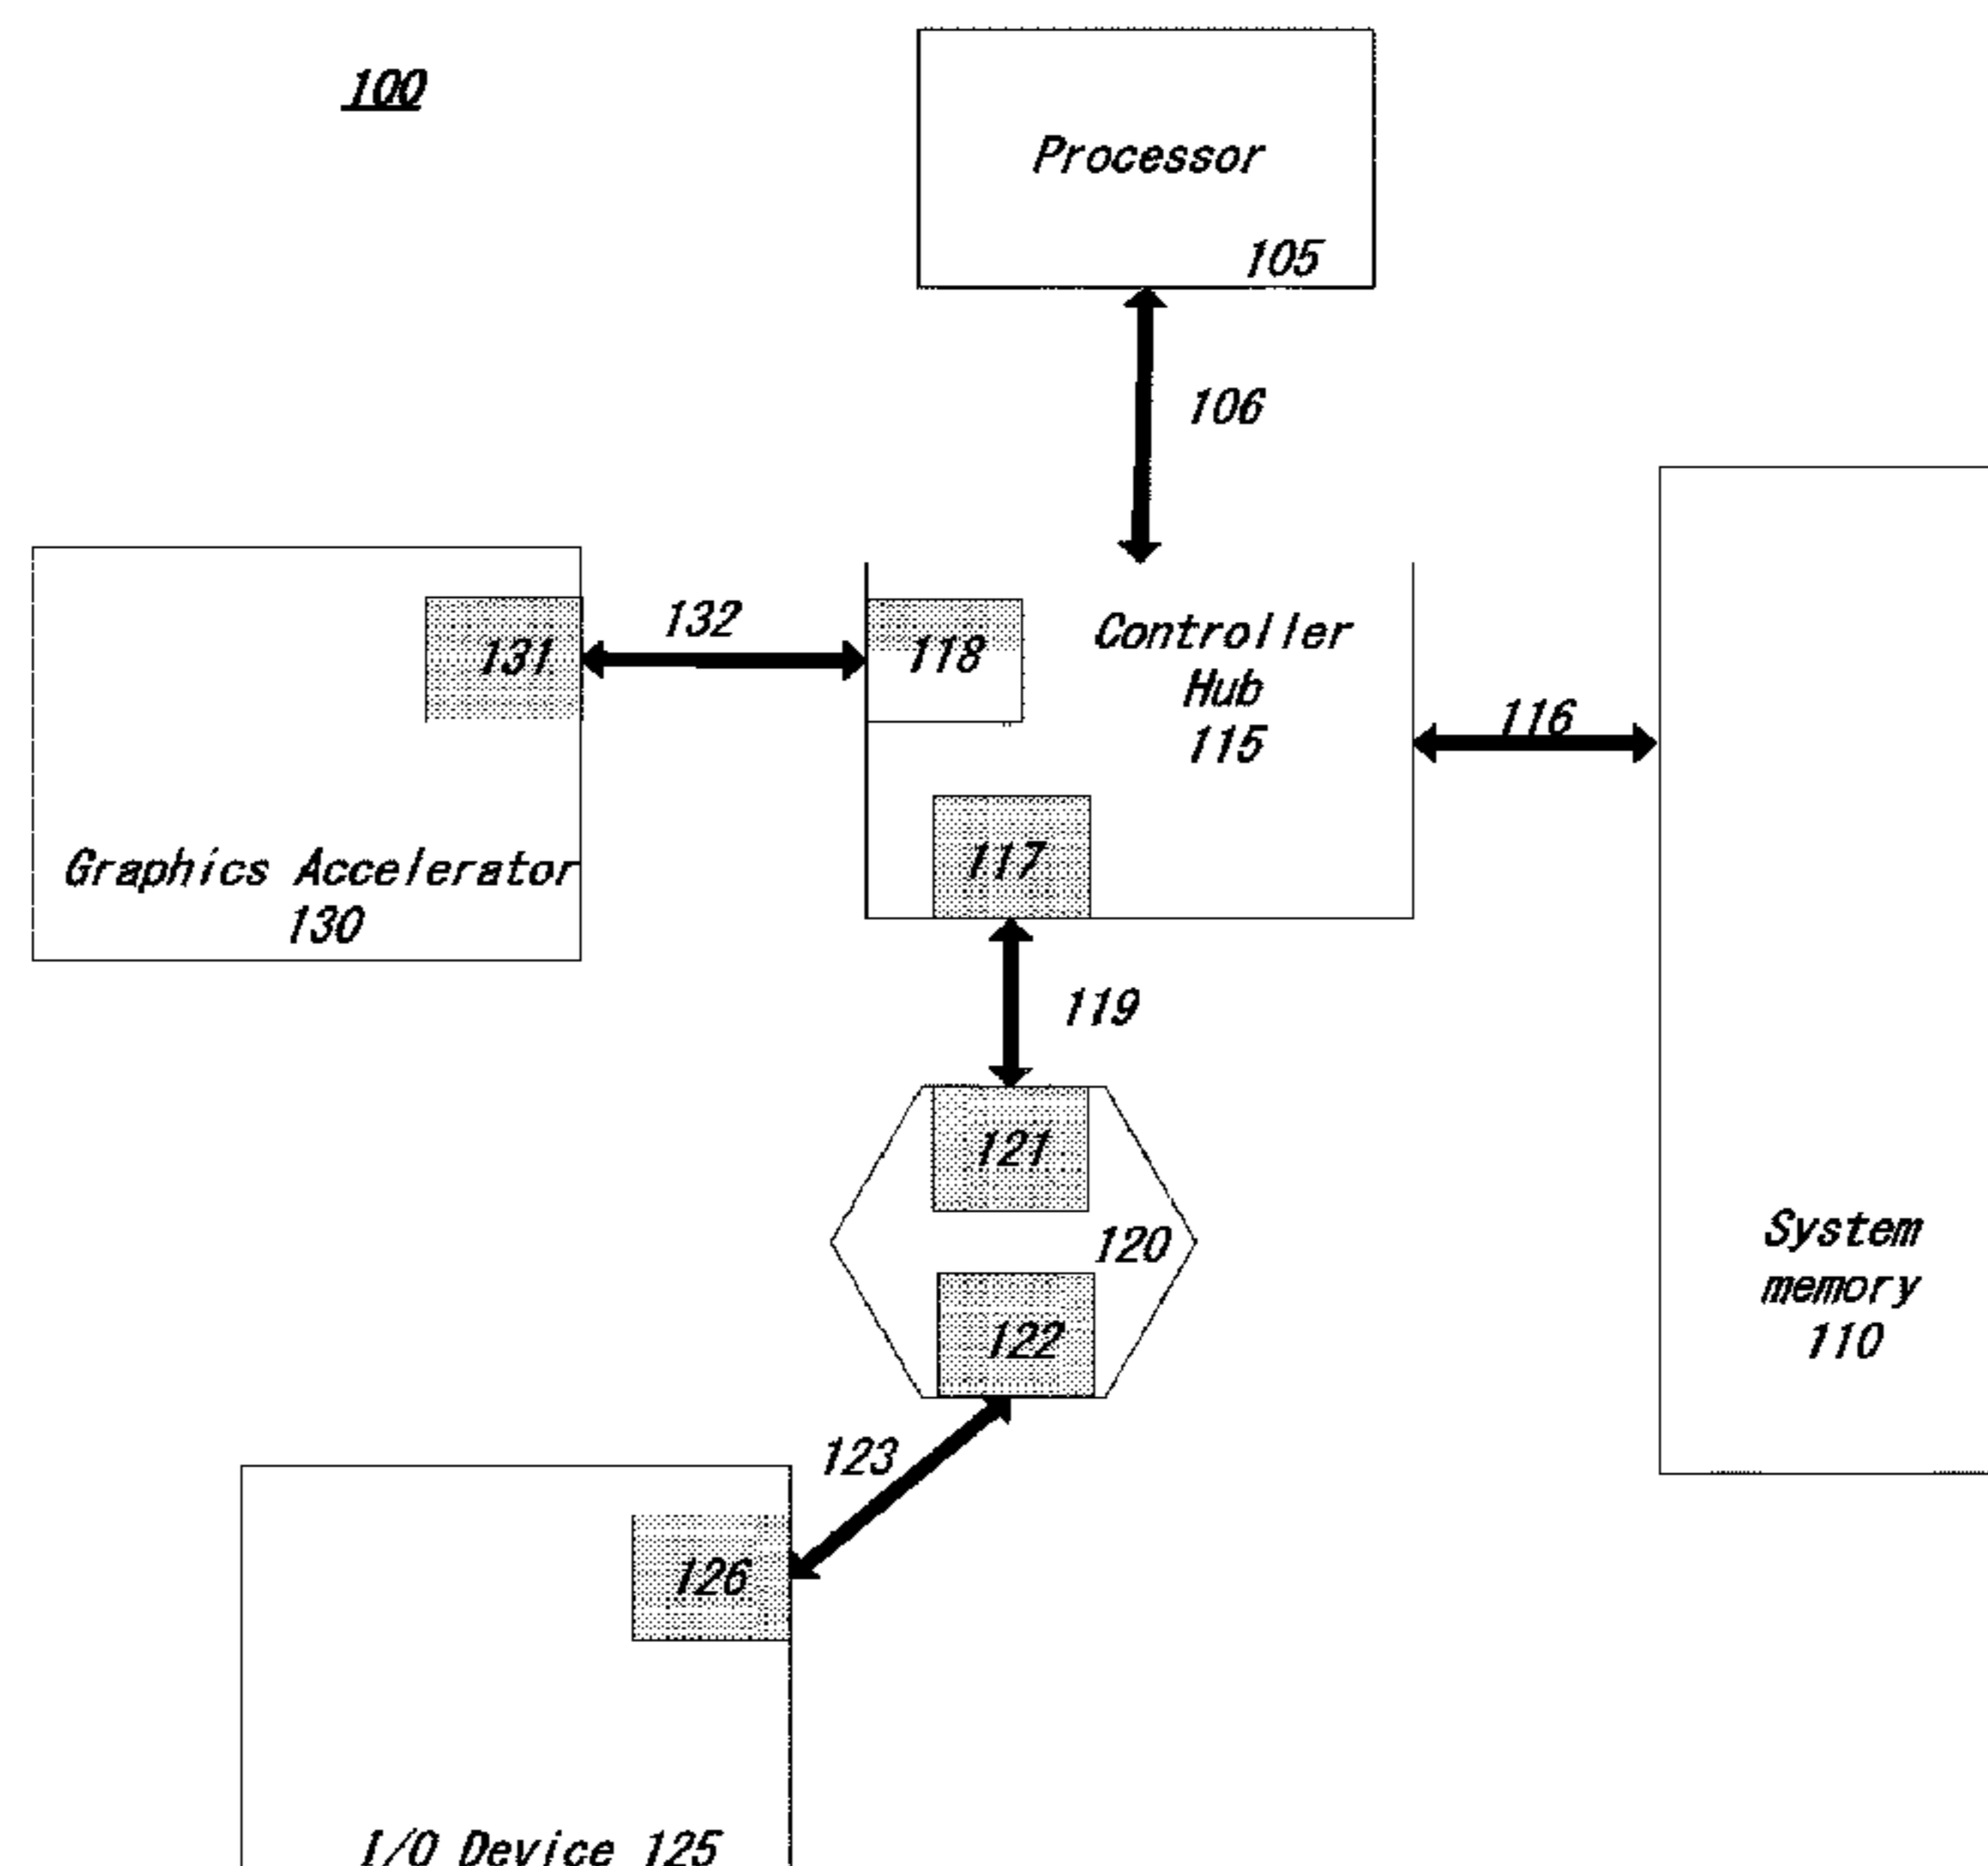 100
Processor
105
106
132
131
118
Controller
Hub
115
116
117
Graphics Accelerator
130
119
121
120
122
System
memory
110
123
126
I/O Device 125